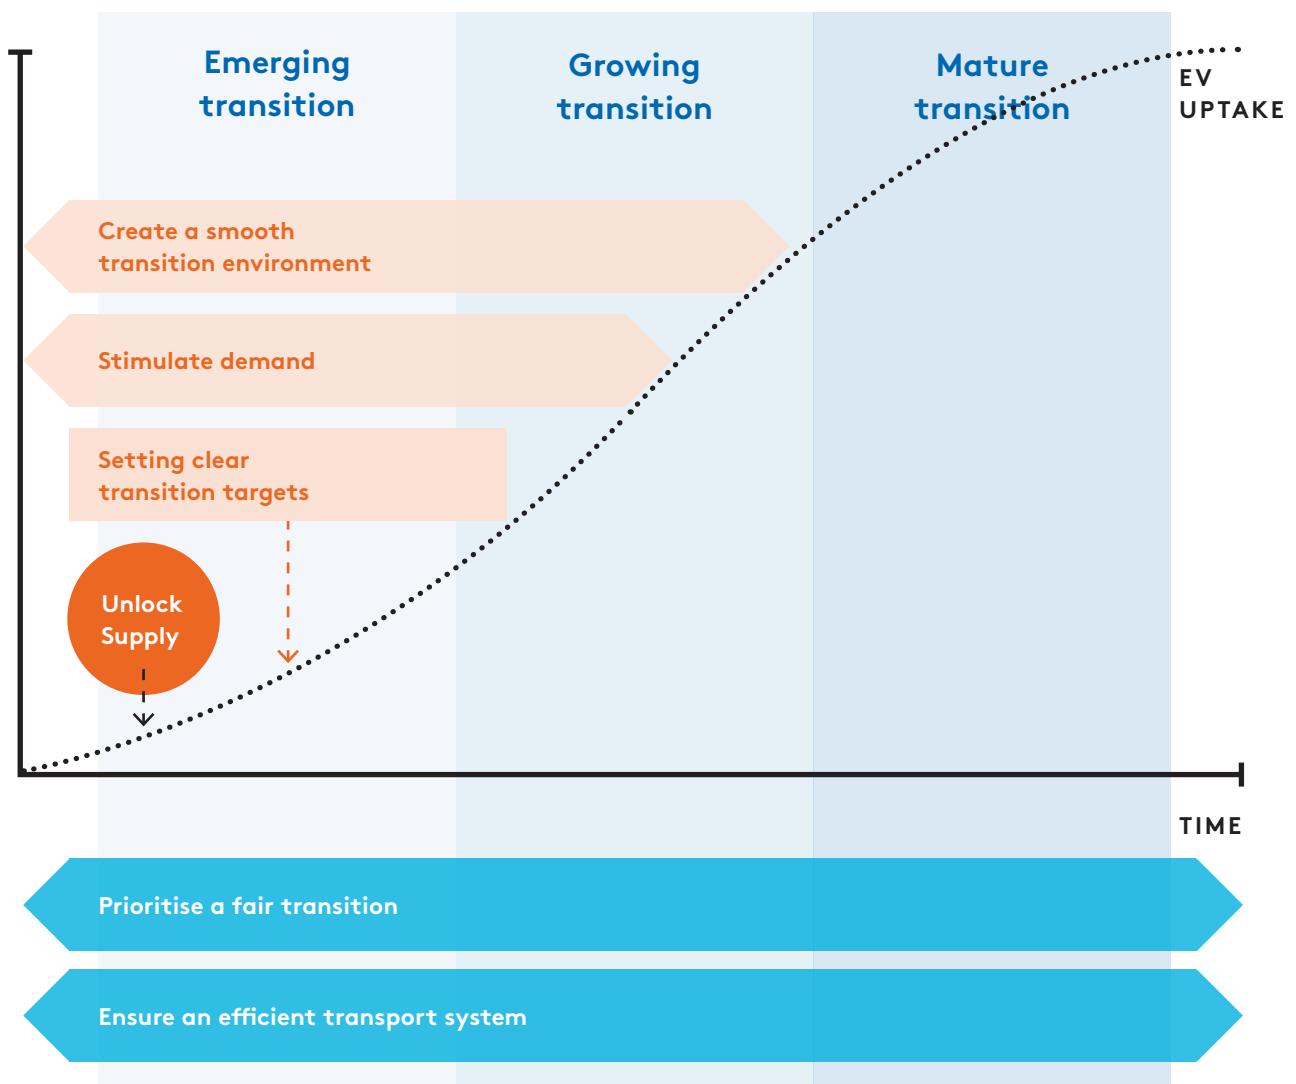 Emerging
transition
Growing
transition
Mature
transition
EV
UPTAKE
Create a smooth
transition environment
Stimulate demand
Setting clear
transition targets
Unlock
Supply
TIME
Prioritise a fair transition
Ensure an efficient transport system